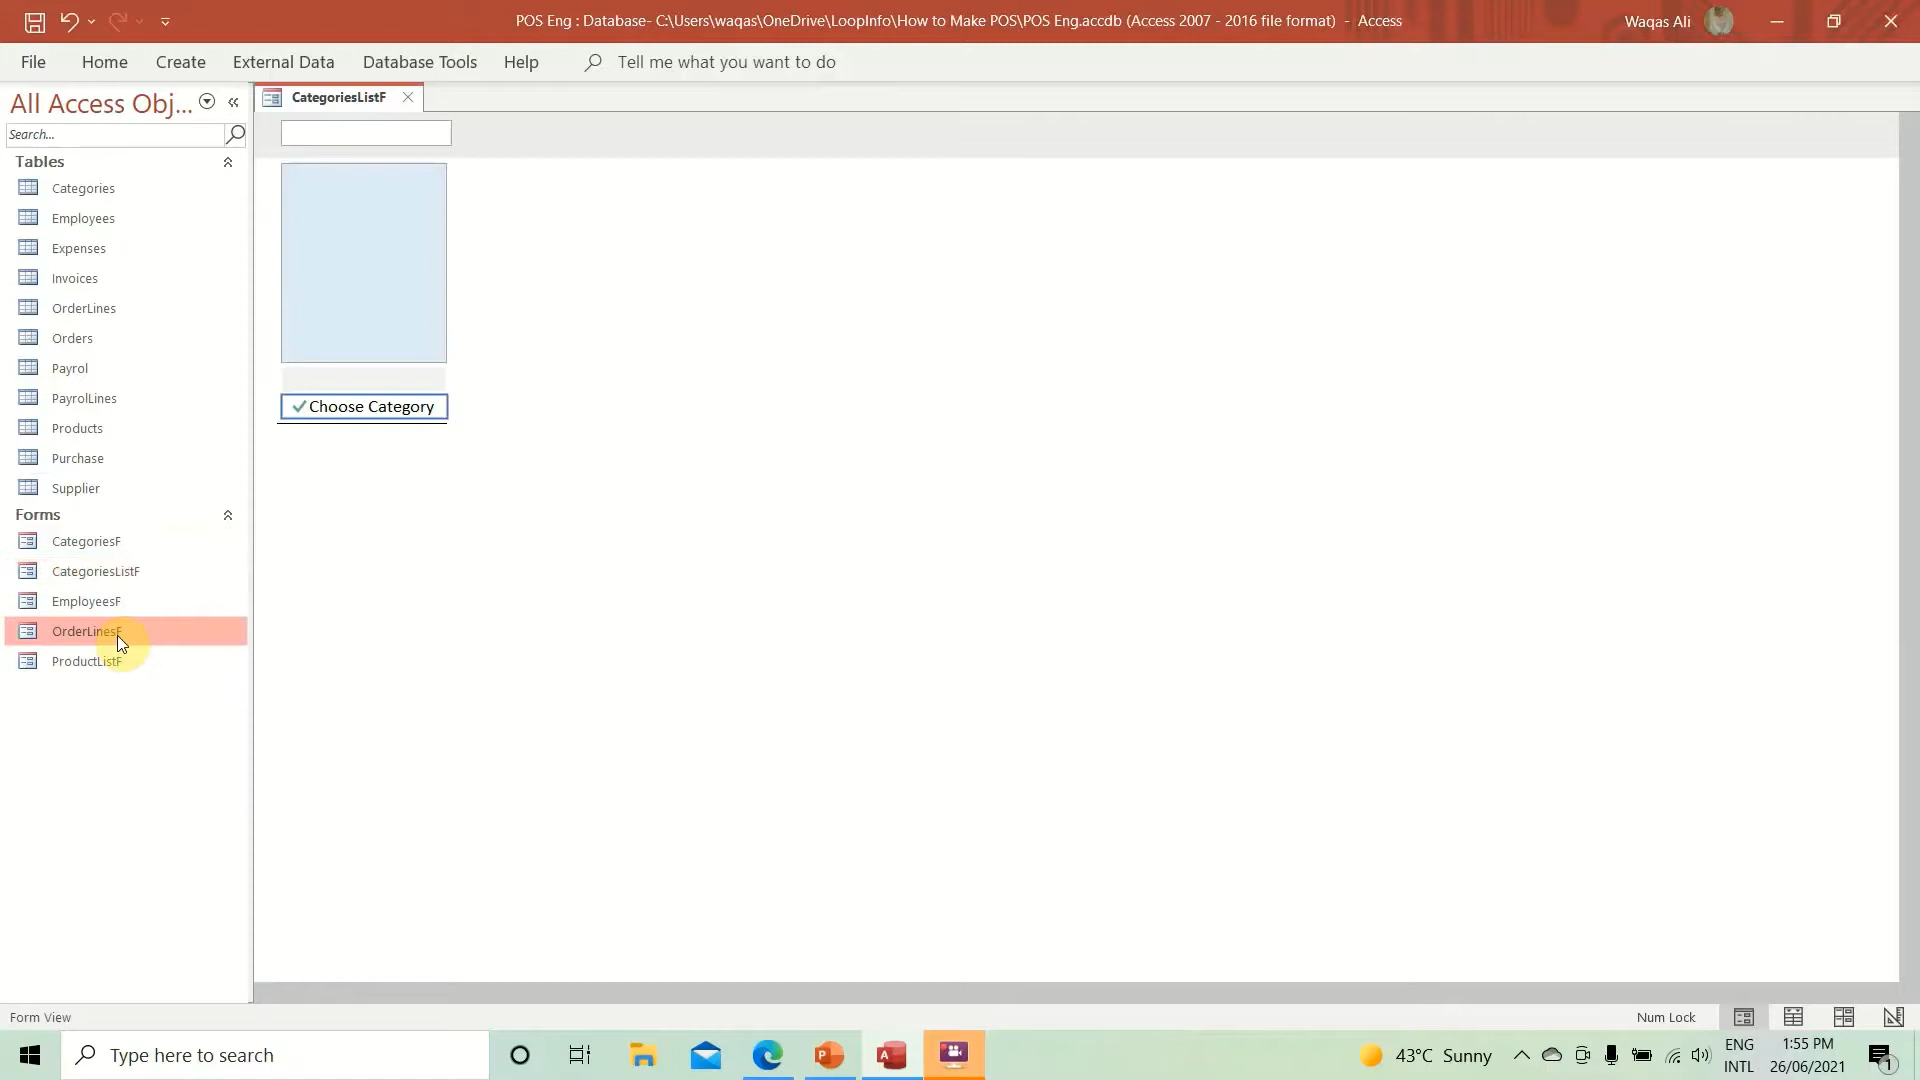 POS Eng : Database- C:\Users\waqas\OneDrive\LoopInfo\How to Make POS\POS Eng.accdb (Access 2007 - 2016 file format) - Access
Waqas Ali
File Home Create External Data Database Tools Help Tell me what you want to do
All Access Obj...
CategoriesListF
Search...
Tables
Categories
Employees
Expenses
Invoices
OrderLines
Orders
Payrol
PayrolLines
Products
Purchase
Supplier
Forms
CategoriesF
CategoriesListF
EmployeesF
OrderLinesF
ProductListF
Choose Category
Form View
Num Lock
Type here to search
43°C Sunny
ENG
INTL
1:55 PM
26/06/2021
1